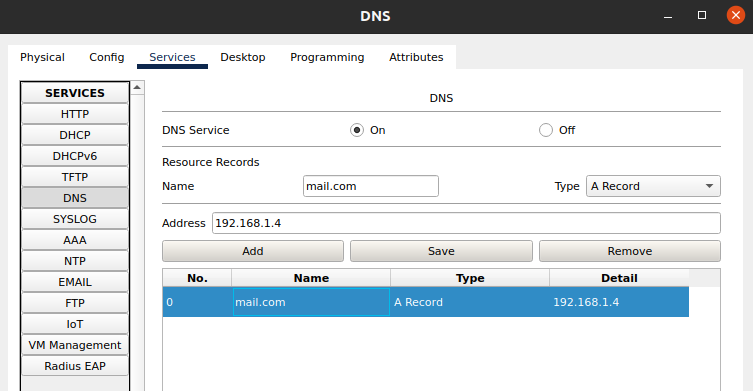 DNS
Physical Config Services Desktop Programming Attributes
SERVICES
HTTP
DHCP
DHCPv6
TFTP
DNS
SYSLOG
AAA
NTP
EMAIL
FTP
IoT
VM Management
Radius EAP
DNS
DNS Service On Off
Resource Records
Name mail.com Type A Record
Address 192.168.1.4
Add Save Remove
No. Name Type Detail
0 mail.com A Record 192.168.1.4